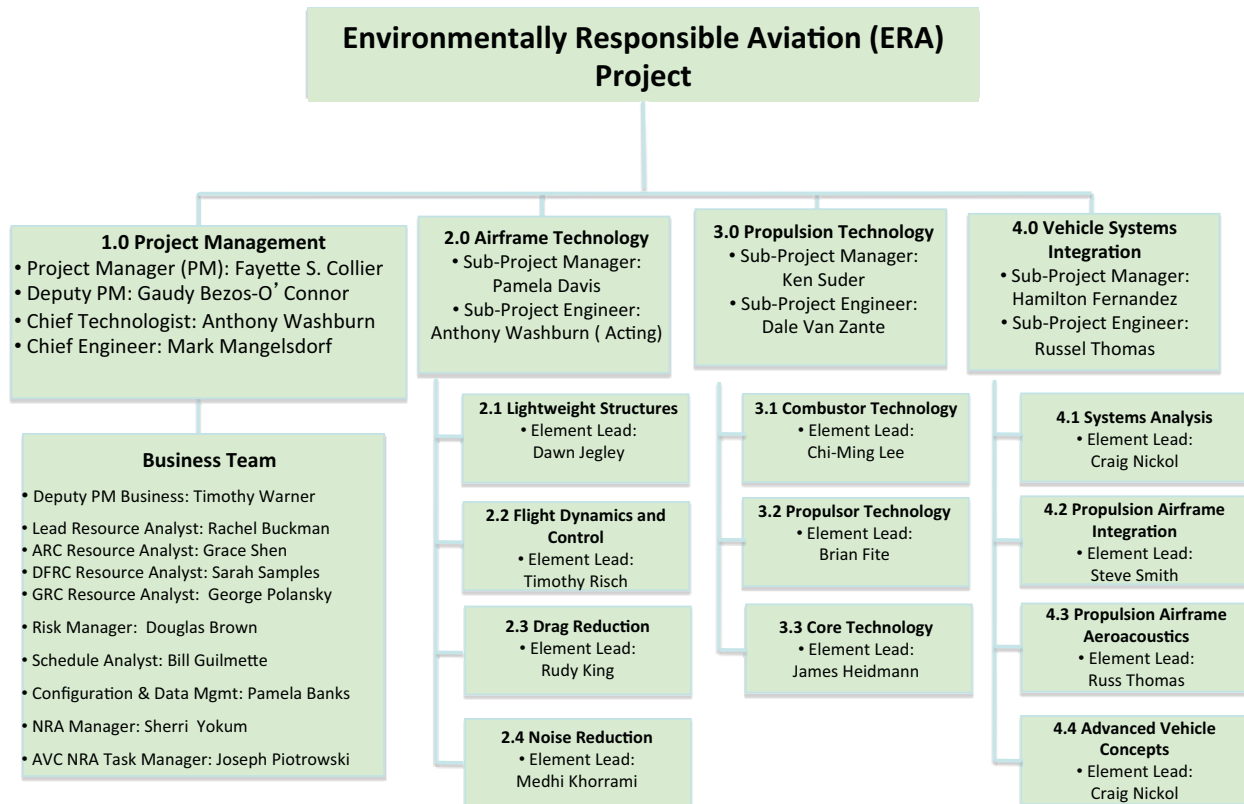 Environmentally Responsible Aviation (ERA)
Project
1.0 Project Management
• Project Manager (PM): Fayette S. Collier
• Deputy PM: Gaudy Bezos-O’ Connor
• Chief Technologist: Anthony Washburn
• Chief Engineer: Mark Mangelsdorf
Business Team
• Deputy PM Business: Timothy Warner
• Lead Resource Analyst: Rachel Buckman
• ARC Resource Analyst: Grace Shen
• DFRC Resource Analyst: Sarah Samples
• GRC Resource Analyst: George Polansky
• Risk Manager: Douglas Brown
• Schedule Analyst: Bill Guilmette
• Configuration & Data Mgmt: Pamela Banks
• NRA Manager: Sherri Yokum
• AVC NRA Task Manager: Joseph Piotrowski
2.0 Airframe Technology
• Sub-Project Manager:
Pamela Davis
• Sub-Project Engineer:
Anthony Washburn ( Acting)
2.1 Lightweight Structures
• Element Lead:
Dawn Jegley
2.2 Flight Dynamics and
Control
• Element Lead:
Timothy Risch
2.3 Drag Reduction
• Element Lead:
Rudy King
2.4 Noise Reduction
• Element Lead:
Medhi Khorrami
3.0 Propulsion Technology
• Sub-Project Manager:
Ken Suder
• Sub-Project Engineer:
Dale Van Zante
3.1 Combustor Technology
• Element Lead:
Chi-Ming Lee
3.2 Propulsor Technology
• Element Lead:
Brian Fite
3.3 Core Technology
• Element Lead:
James Heidmann
4.0 Vehicle Systems
Integration
• Sub-Project Manager:
Hamilton Fernandez
• Sub-Project Engineer:
Russel Thomas
4.1 Systems Analysis
• Element Lead:
Craig Nickol
4.2 Propulsion Airframe
Integration
• Element Lead:
Steve Smith
4.3 Propulsion Airframe
Aeroacoustics
• Element Lead:
Russ Thomas
4.4 Advanced Vehicle
Concepts
• Element Lead:
Craig Nickol